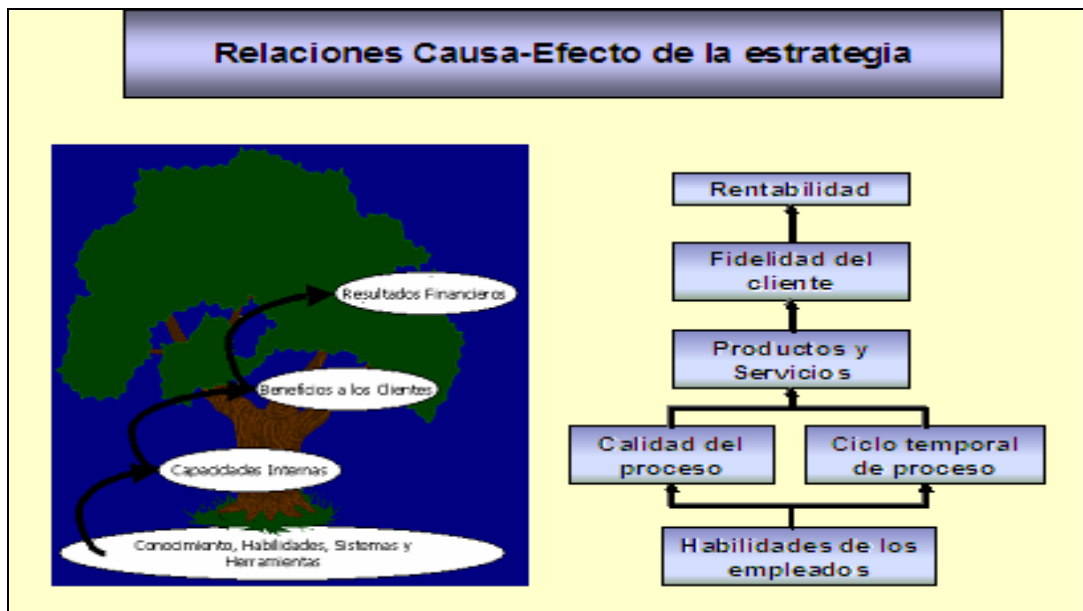 Relaciones Causa-Efecto de la estrategia
Resultados Financieros
Beneficios a los Clientes
Capacidades Internas
Conocimiento, Habilidades, Sistemas y
Herramientas
Rentabilidad
Fidelidad del
cliente
Productos y
Servicios
Calidad del
proceso
Ciclo temporal
de proceso
Habilidades de los
empleados